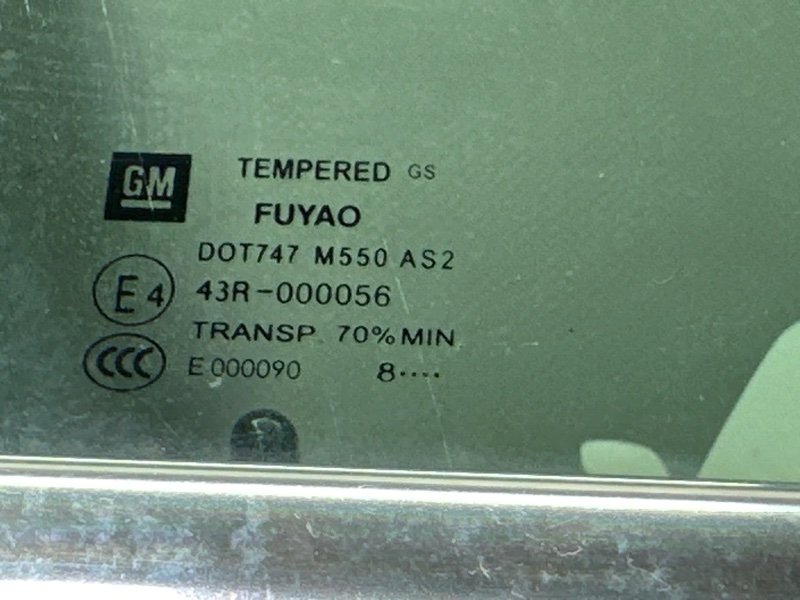 GM TEMPERED GS
FUYAO
DOT747 M550 AS2
E4 43R-000056
TRANSP. 70%MIN
CCC E000090 8····